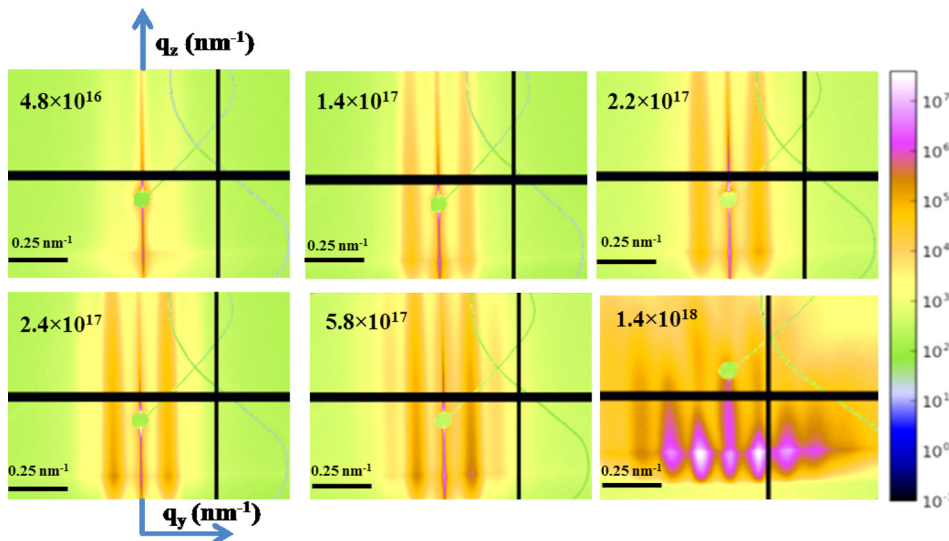 q_z (nm⁻¹)
4.8×10¹⁶
1.4×10¹⁷
2.2×10¹⁷
0.25 nm⁻¹
0.25 nm⁻¹
0.25 nm⁻¹
2.4×10¹⁷
5.8×10¹⁷
1.4×10¹⁸
0.25 nm⁻¹
0.25 nm⁻¹
0.25 nm⁻¹
q_y (nm⁻¹)
10⁷
10⁶
10⁵
10⁴
10³
10²
10¹
10⁰